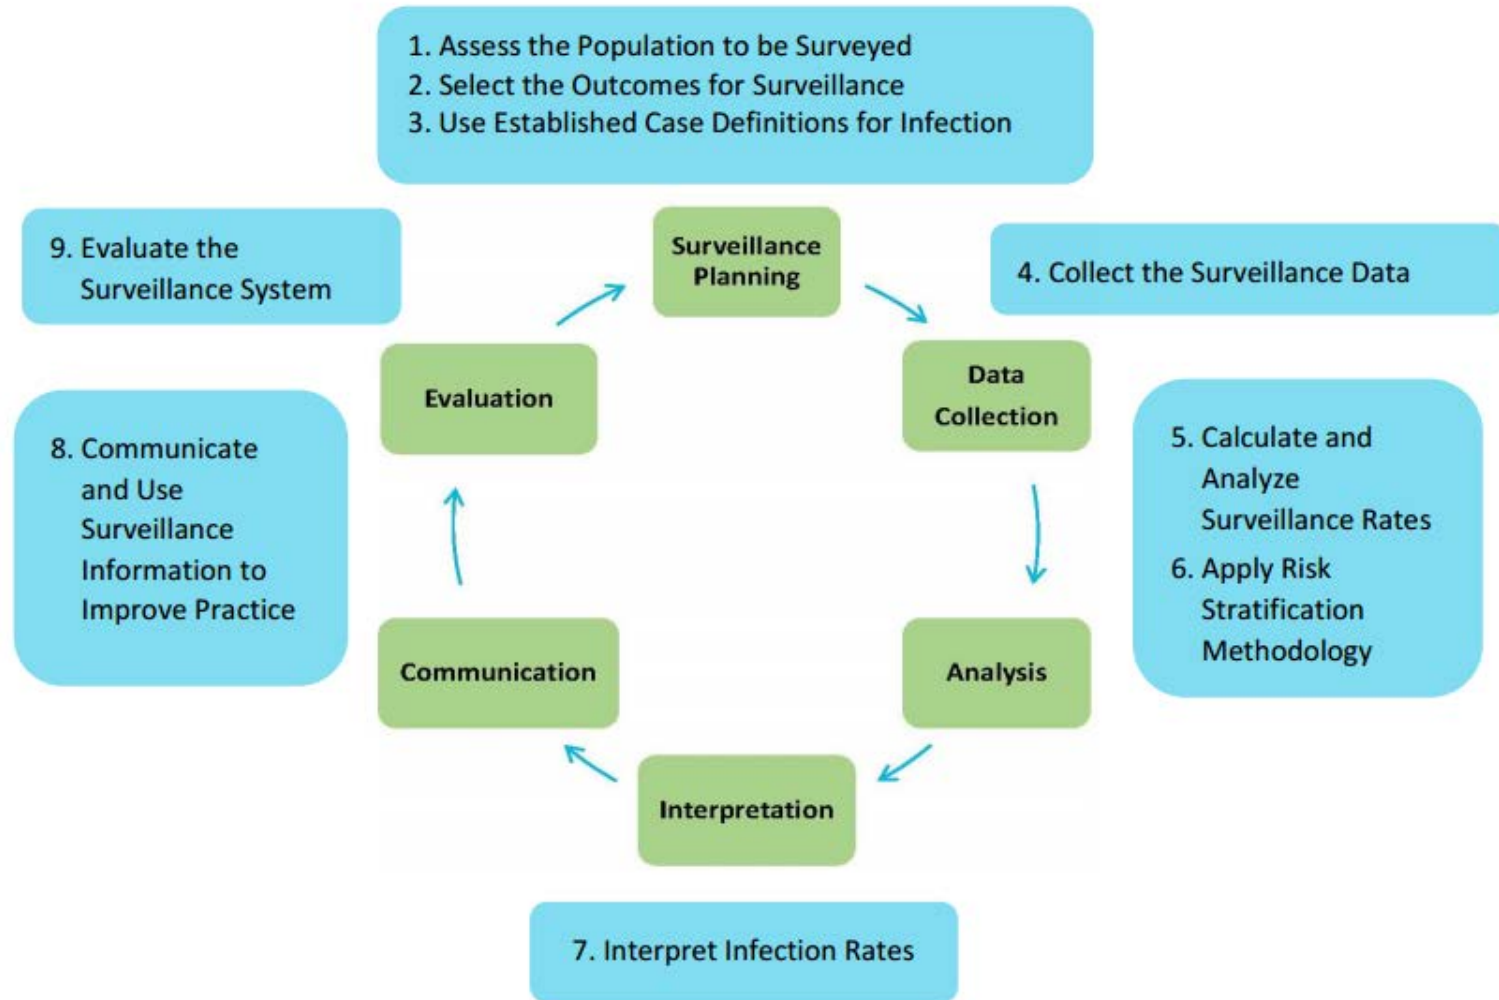 1. Assess the Population to be Surveyed
2. Select the Outcomes for Surveillance
3. Use Established Case Definitions for Infection
Surveillance
Planning
4. Collect the Surveillance Data
Data
Collection
5. Calculate and
Analyze
Surveillance Rates
6. Apply Risk
Stratification
Methodology
Analysis
Interpretation
7. Interpret Infection Rates
Communication
8. Communicate
and Use
Surveillance
Information to
Improve Practice
Evaluation
9. Evaluate the
Surveillance System